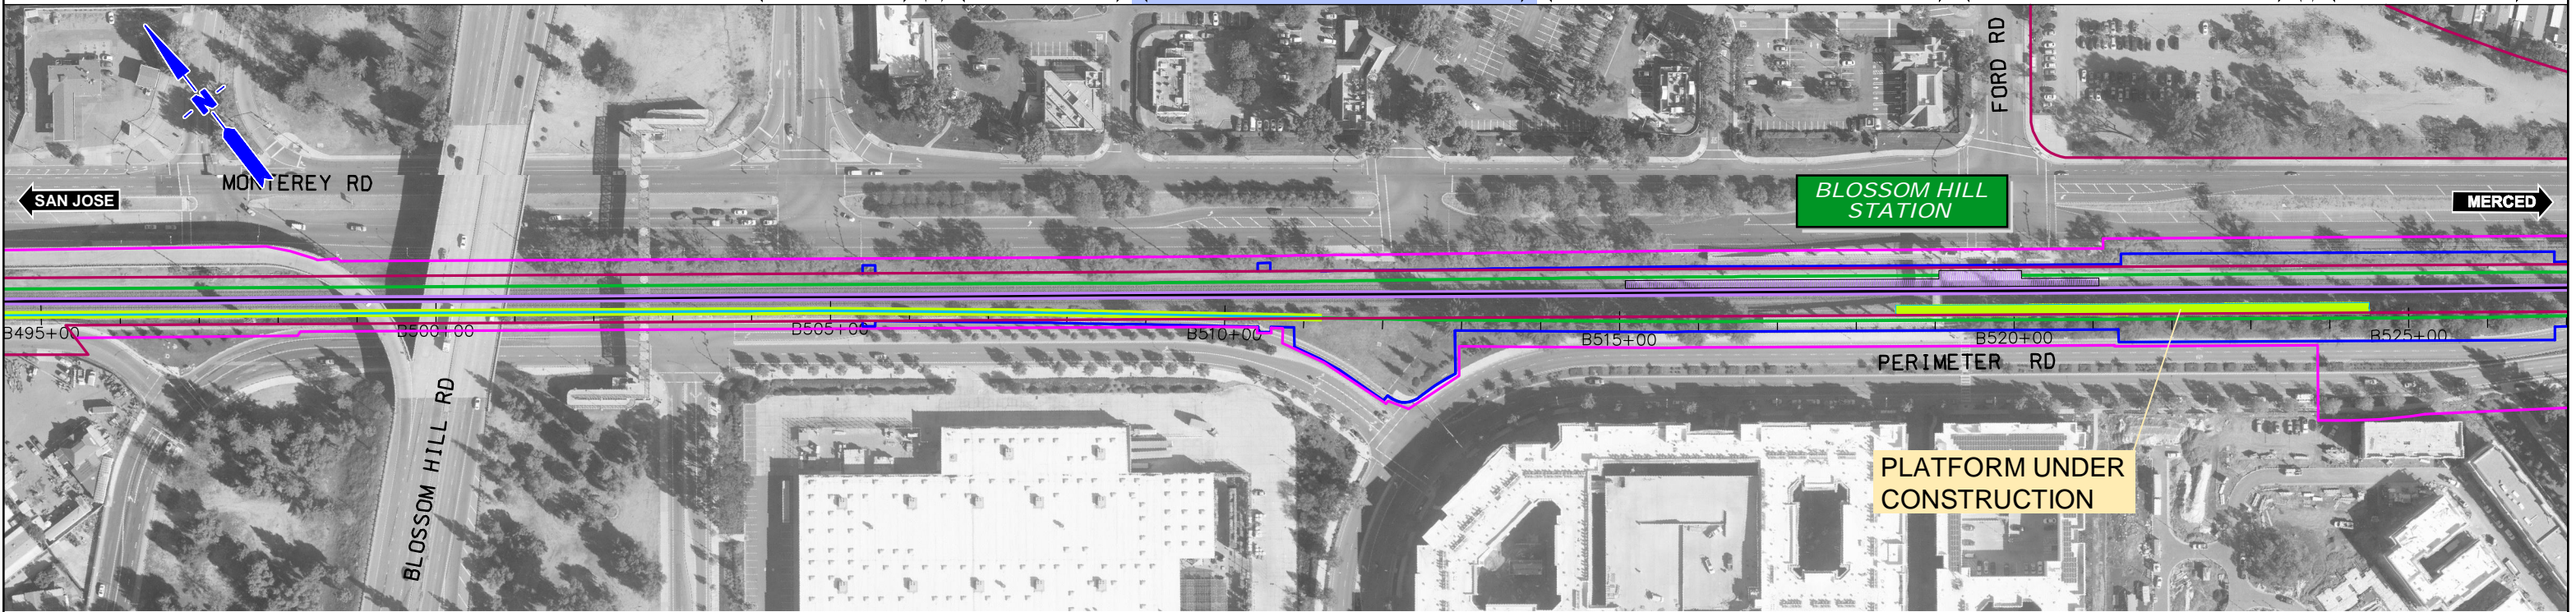 FORD RD
N
MONTEREY RD
SAN JOSE
BLOSSOM HILL
STATION
MERCED
B495+00
B500+00
B505+00
B510+00
B515+00
B520+00
B525+00
PERIMETER RD
BLOSSOM HILL RD
PLATFORM UNDER
CONSTRUCTION